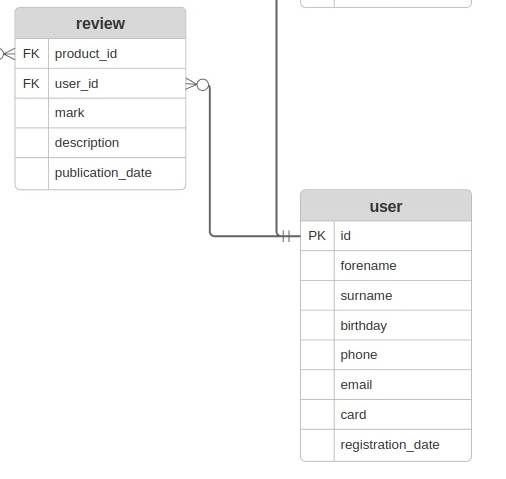 review
FK product_id
FK user_id
mark
description
publication_date
user
PK id
forename
surname
birthday
phone
email
card
registration_date